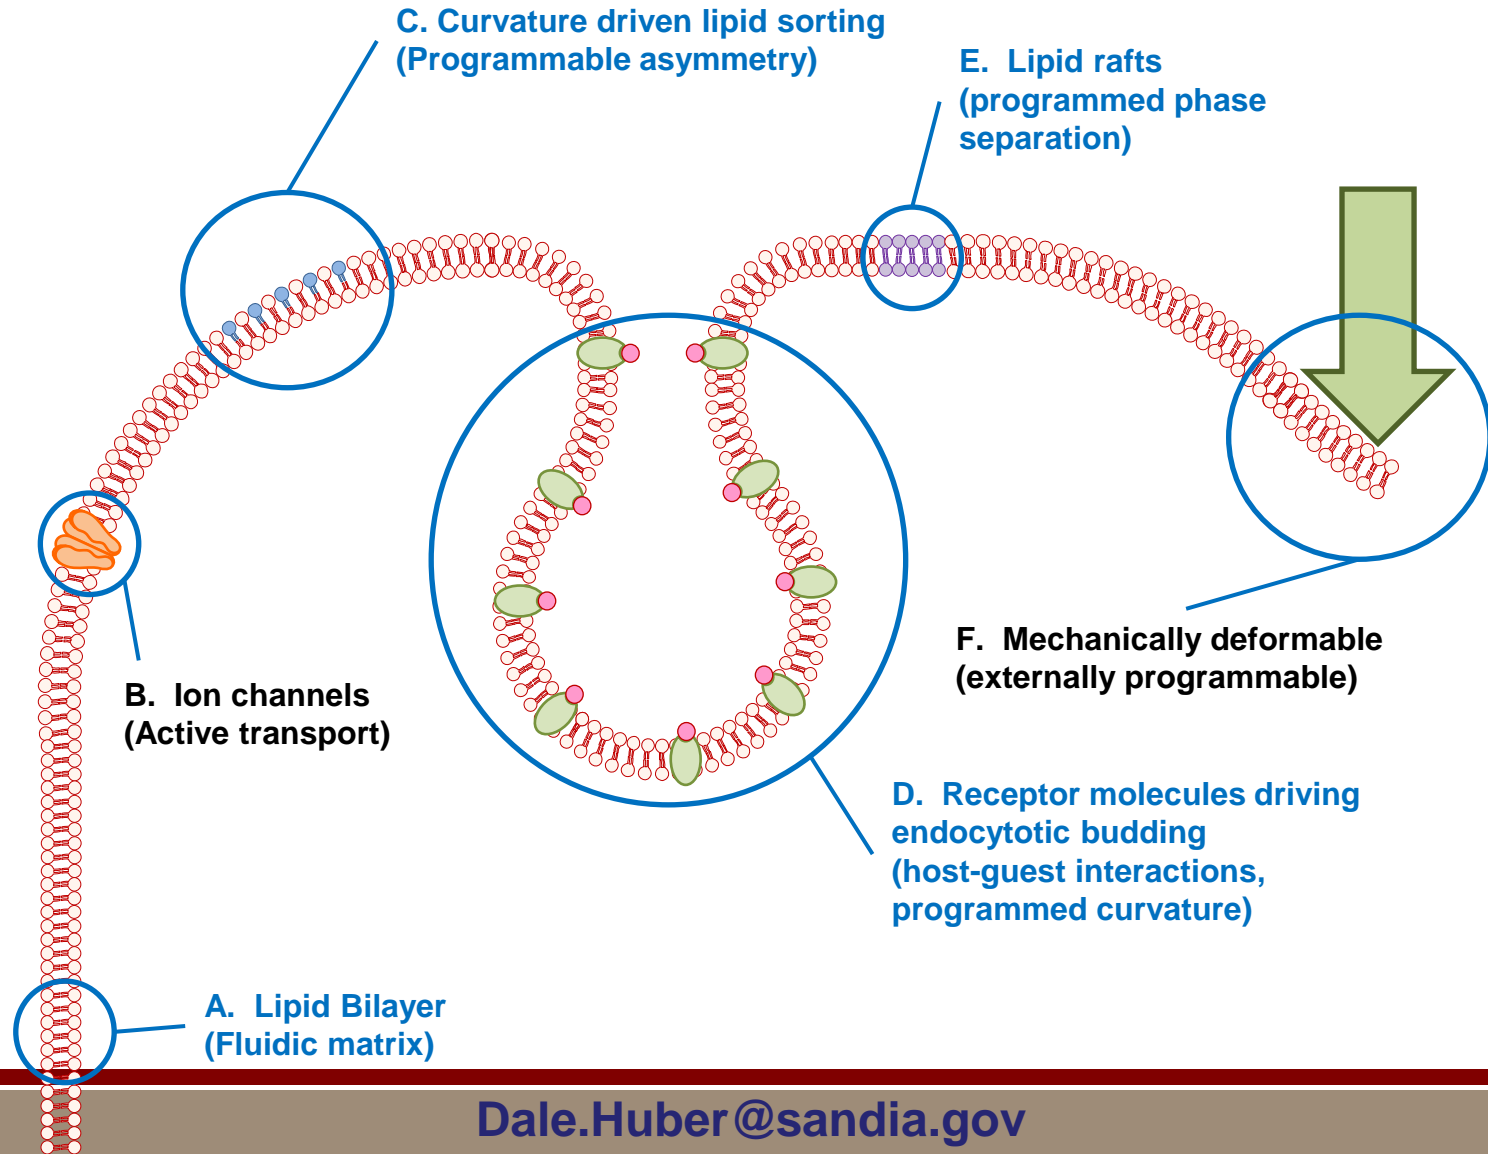 C. Curvature driven lipid sorting
(Programmable asymmetry)
E. Lipid rafts
(programmed phase
separation)
B. Ion channels
(Active transport)
F. Mechanically deformable
(externally programmable)
D. Receptor molecules driving
endocytotic budding
(host-guest interactions,
programmed curvature)
A. Lipid Bilayer
(Fluidic matrix)
Dale.Huber@sandia.gov